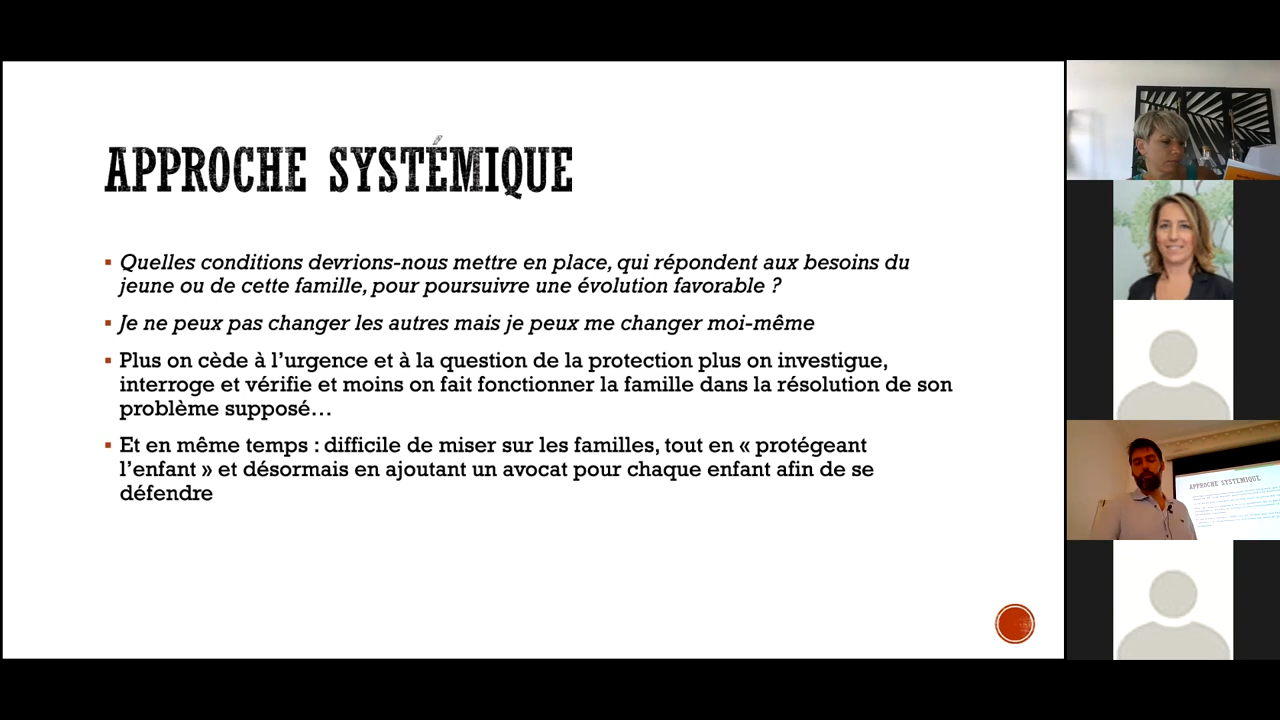 APPROCHE SYSTÉMIQUE
Quelles conditions devrions-nous mettre en place, qui répondent aux besoins du
jeune ou de cette famille, pour poursuivre une évolution favorable ?
Je ne peux pas changer les autres mais je peux me changer moi-même
Plus on cède à l’urgence et à la question de la protection plus on investigue,
interroge et vérifie et moins on fait fonctionner la famille dans la résolution de son
problème supposé…
Et en même temps : difficile de miser sur les familles, tout en « protégeant
l’enfant » et désormais en ajoutant un avocat pour chaque enfant afin de se
défendre
APPROCHE SYSTÉMIQUE